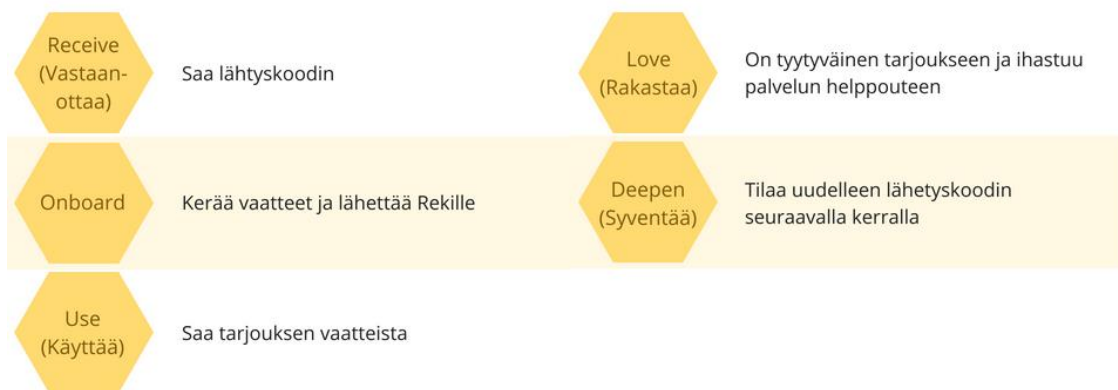 Receive
(Vastaan-
ottaa)
Saa lähtyskoodin
Onboard
Kerää vaatteet ja lähettää Rekille
Use
(Käyttää)
Saa tarjouksen vaatteista
Love
(Rakastaa)
On tyytyväinen tarjoukseen ja ihastuu
palvelun helppouteen
Deepen
(Syventää)
Tilaa uudelleen lähetyskoodin
seuraavalla kerralla